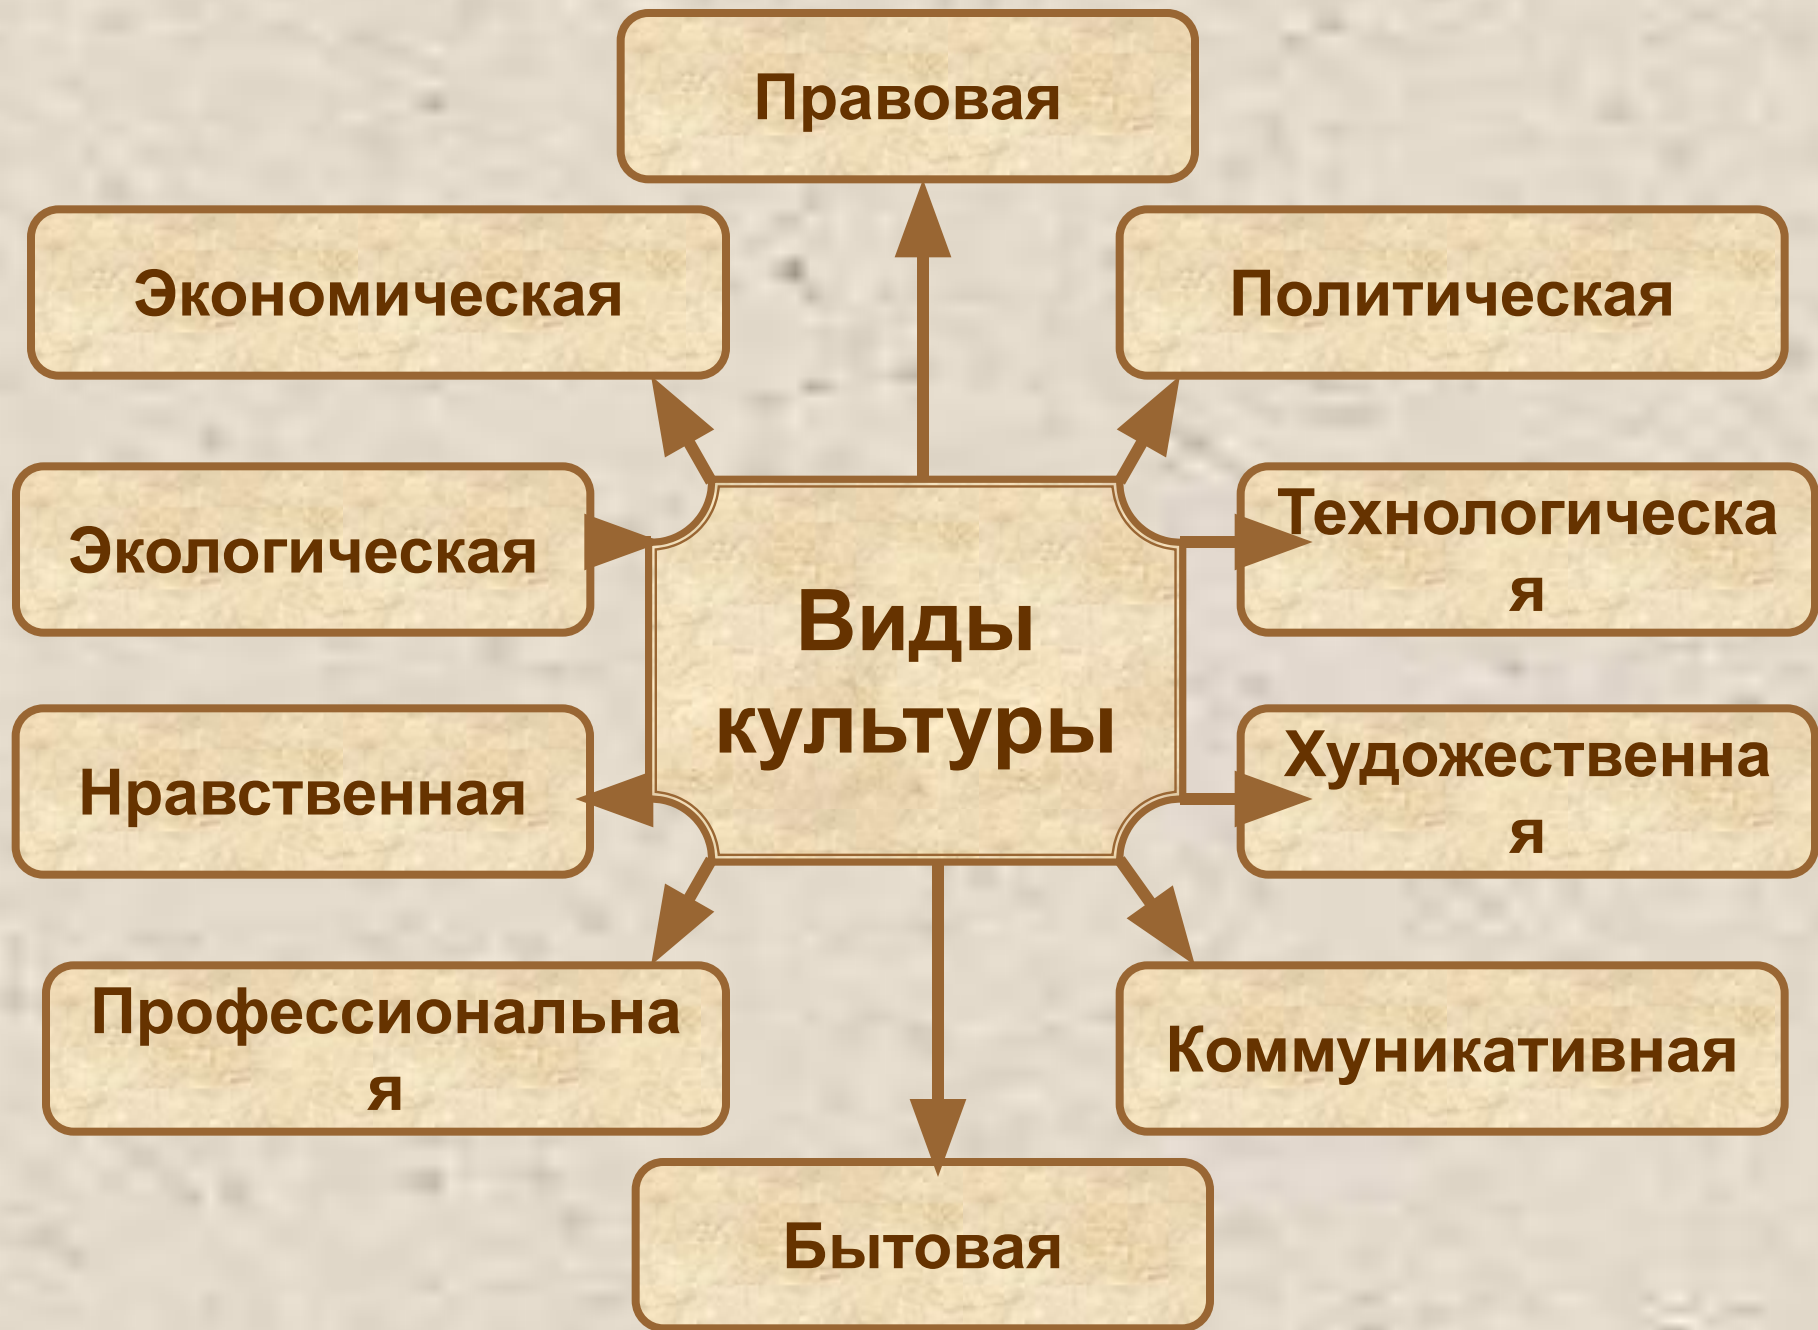 Правовая
Экономическая
Политическая
Экологическая
Технологическа
я
Виды
культуры
Нравственная
Художественна
я
Профессиональна
я
Коммуникативная
Бытовая